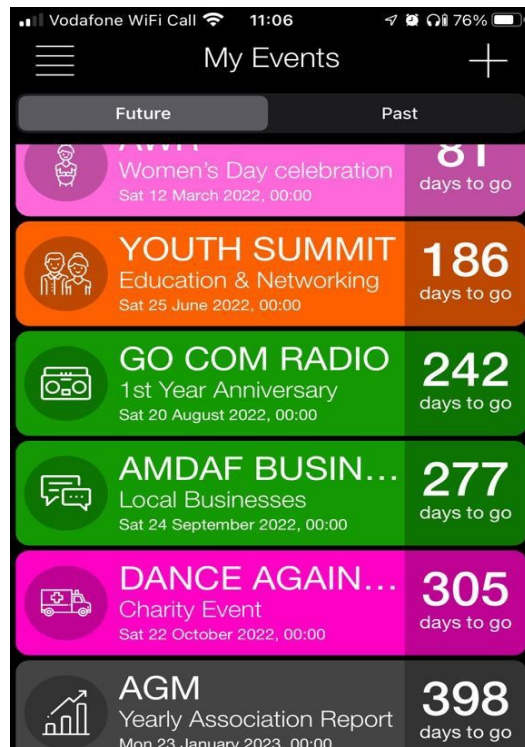 Vodafone WiFi Call 11:06 76%
My Events
Future Past
Women's Day celebration
Sat 12 March 2022, 00:00
81
days to go
YOUTH SUMMIT
Education & Networking
Sat 25 June 2022, 00:00
186
days to go
GO COM RADIO
1st Year Anniversary
Sat 20 August 2022, 00:00
242
days to go
AMDAF BUSIN...
Local Businesses
Sat 24 September 2022, 00:00
277
days to go
DANCE AGAIN...
Charity Event
Sat 22 October 2022, 00:00
305
days to go
AGM
Yearly Association Report
Mon 23 January 2023, 00:00
398
days to go